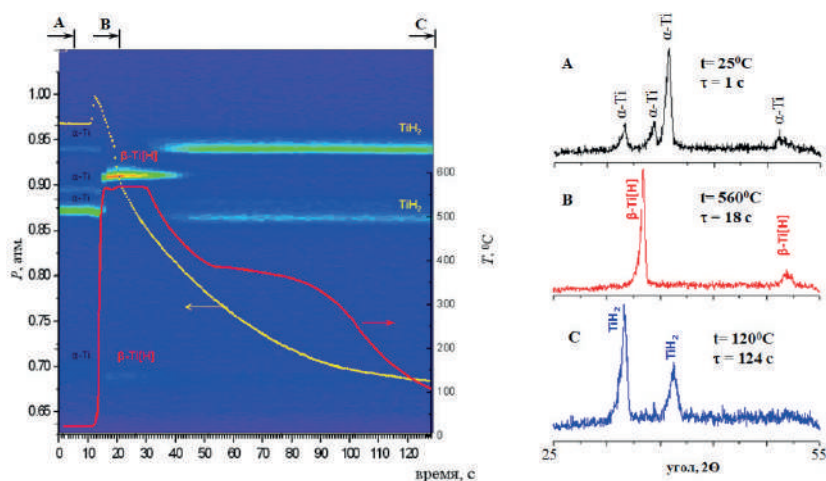 A B C
P, атм.
1.00
0.95
0.90
0.85
0.80
0.75
0.70
0.65
α-Ti
α-Ti
α-Ti
α-Ti
α-Ti
β-Ti[H]
β-Ti[H]
TiH₂
TiH₂
600
500
400
300
200
100
0
T, ⁰C
0 10 20 30 40 50 60 70 80 90 100 110 120
время, с
A
α-Ti
α-Ti
α-Ti
α-Ti
t= 25⁰C
τ = 1 c
B
β-Ti[H]
β-Ti[H]
t= 560⁰C
τ = 18 c
C
TiH₂
TiH₂
t= 120⁰C
τ = 124 c
25 55
угол, 2Θ